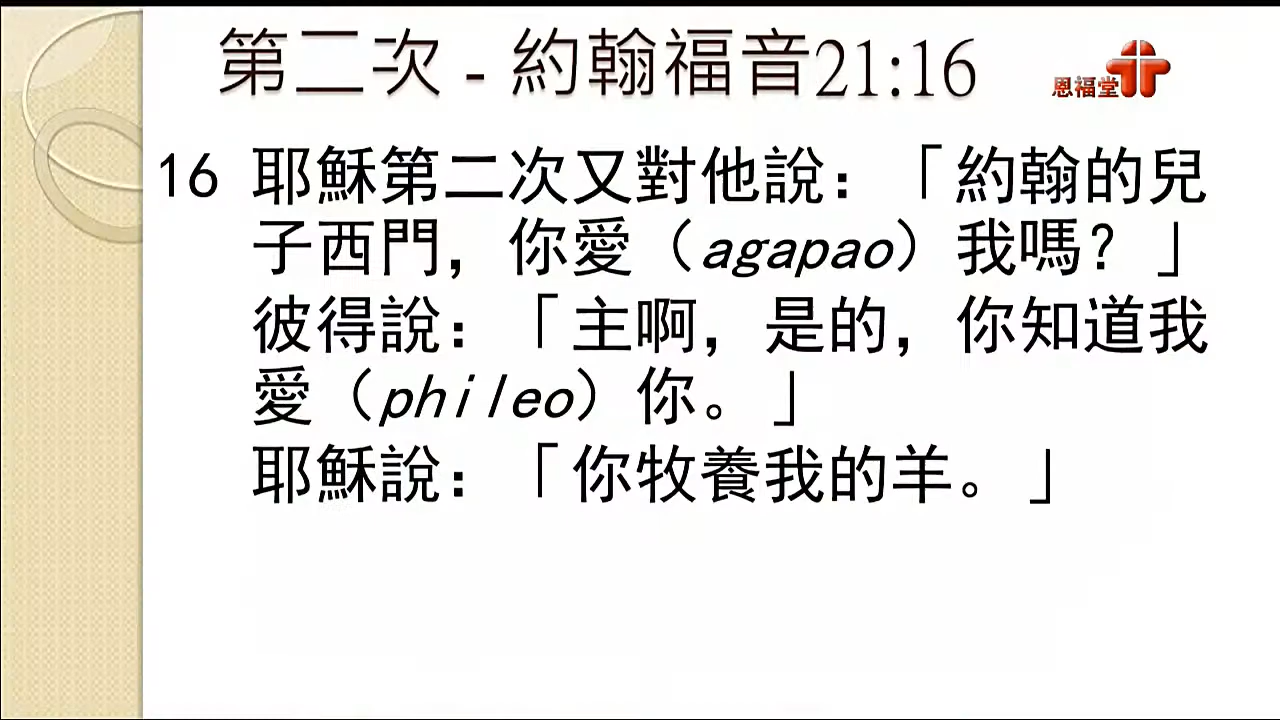 第二次 - 約翰福音21:16
恩福堂
16 耶穌第二次又對他說：「約翰的兒
子西門，你愛（agapao）我嗎？」
彼得說：「主啊，是的，你知道我
愛（phileo）你。」
耶穌說：「你牧養我的羊。」